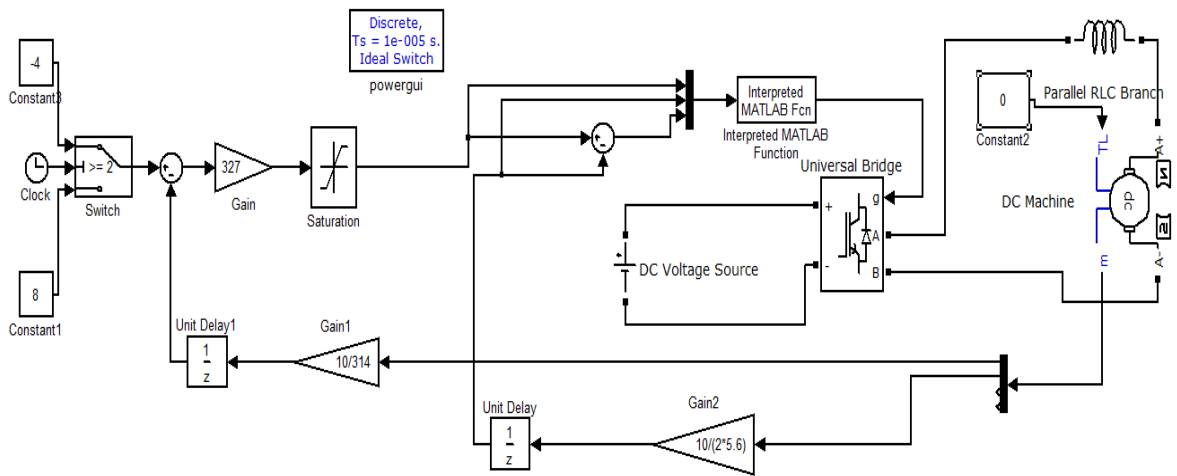 Discrete,
Ts = 1e-005 s.
Ideal Switch
powergui
-4
Constant3
Clock
>= 2
Switch
8
Constant1
327
Gain
Saturation
Interpreted
MATLAB Fcn
Interpreted MATLAB
Function
0
Constant2
Parallel RLC Branch
TL
A+
dc
N
S
DC Machine
m
A-
Universal Bridge
g
A
B
+
-
+
DC Voltage Source
Unit Delay1
1
z
Gain1
10/314
Unit Delay
1
z
Gain2
10/(2*5.6)